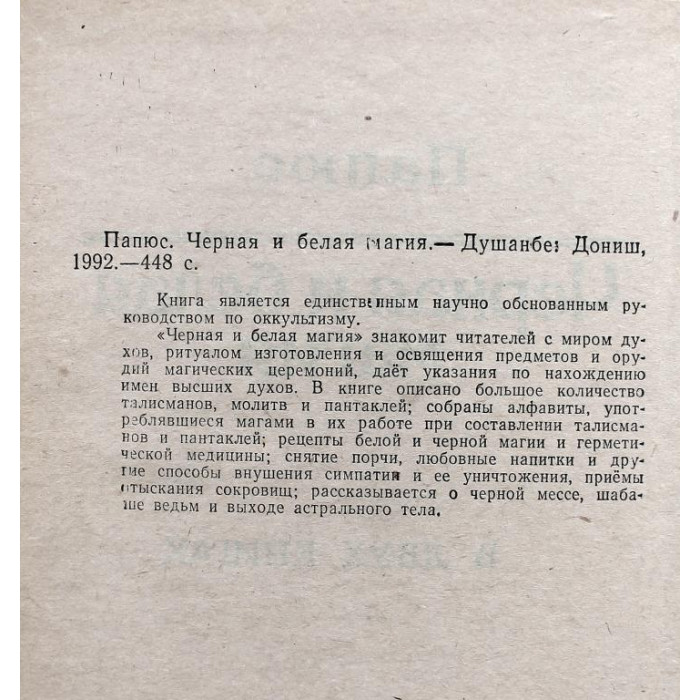 Папюс. Черная и белая магия.— Душанбе: Дониш,
1992.—448 с.
Книга является единственным научно обснованным ру-
ководством по оккультизму.
«Черная и белая магия» знакомит читателей с миром ду-
хов, ритуалом изготовления и освящения предметов и ору-
дий магических церемоний, даёт указания по нахождению
имен высших духов. В книге описано большое количество
талисманов, молитв и пантаклей; собраны алфавиты, упот-
реблявшиеся магами в их работе при составлении талисма-
нов и пантаклей; рецепты белой и черной магии и гермети-
ческой медицины; снятие порчи, любовные напитки и дру-
гие способы внушения симпатии и ее уничтожения, приёмы
отыскания сокровищ; рассказывается о черной мессе, шаба-
ше ведьм и выходе астрального тела.